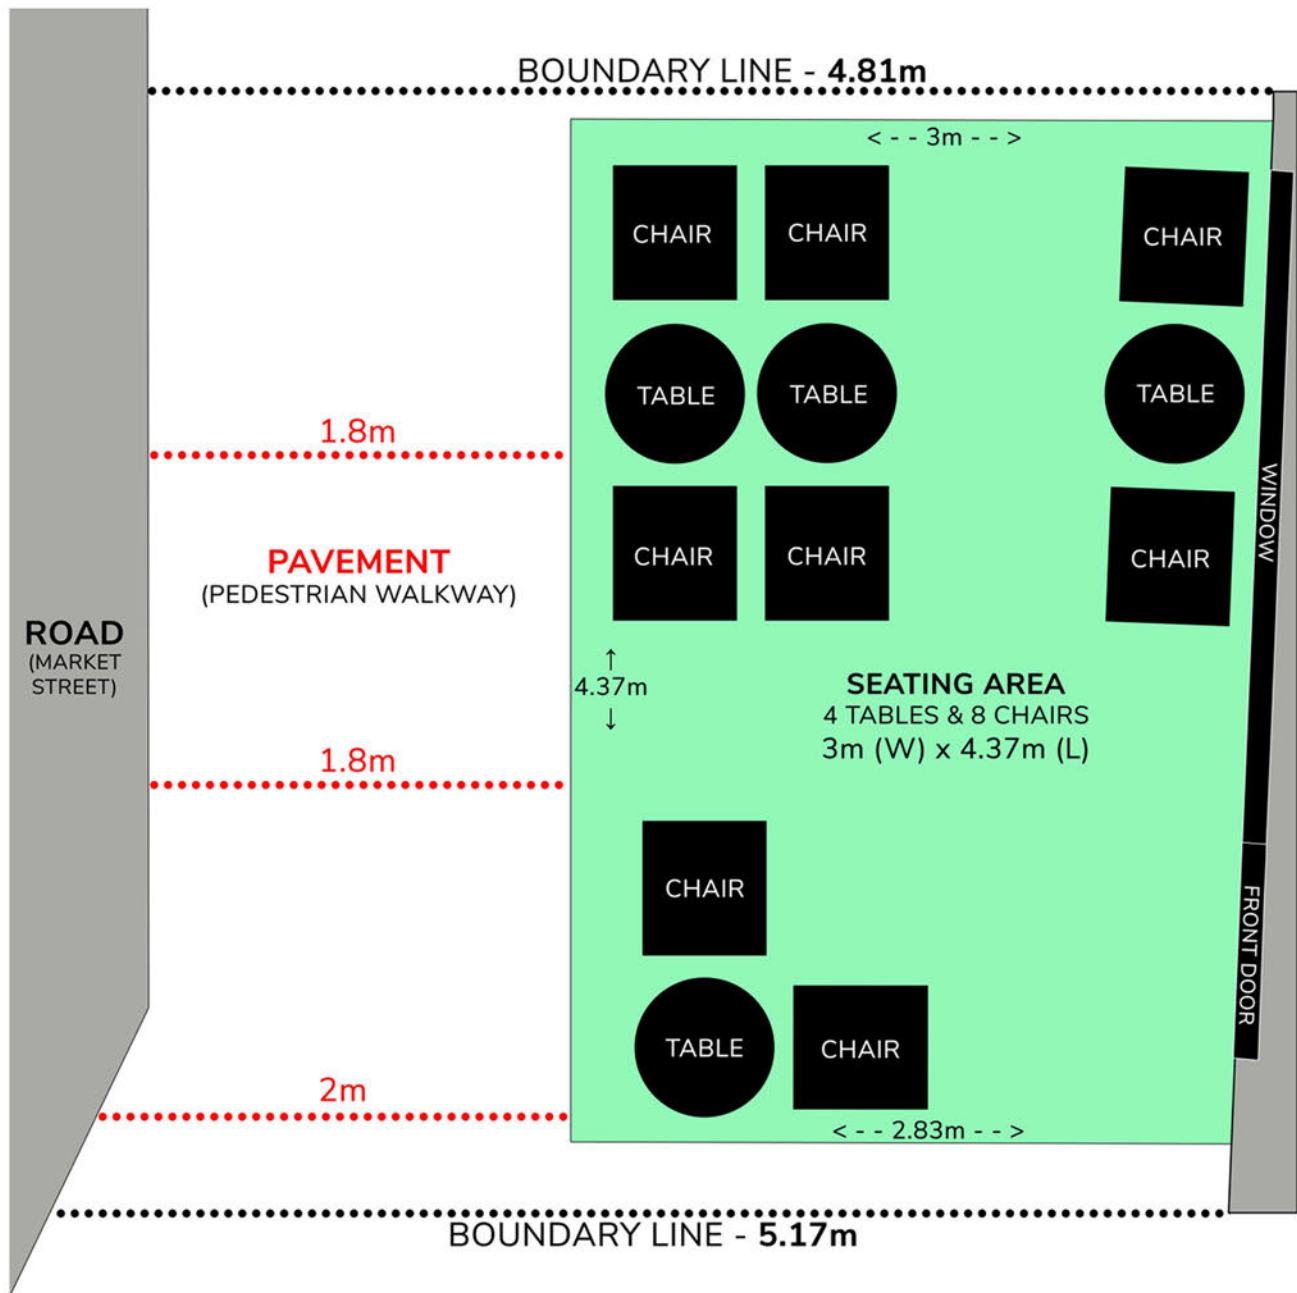 BOUNDARY LINE - 4.81m
< - - 3m - - >
CHAIR
CHAIR
CHAIR
TABLE
TABLE
TABLE
1.8m
WINDOW
CHAIR
CHAIR
CHAIR
PAVEMENT
(PEDESTRIAN WALKWAY)
ROAD
(MARKET
STREET)
↑
4.37m
↓
SEATING AREA
4 TABLES & 8 CHAIRS
3m (W) x 4.37m (L)
1.8m
CHAIR
FRONT DOOR
TABLE
CHAIR
2m
< - - 2.83m - - >
BOUNDARY LINE - 5.17m